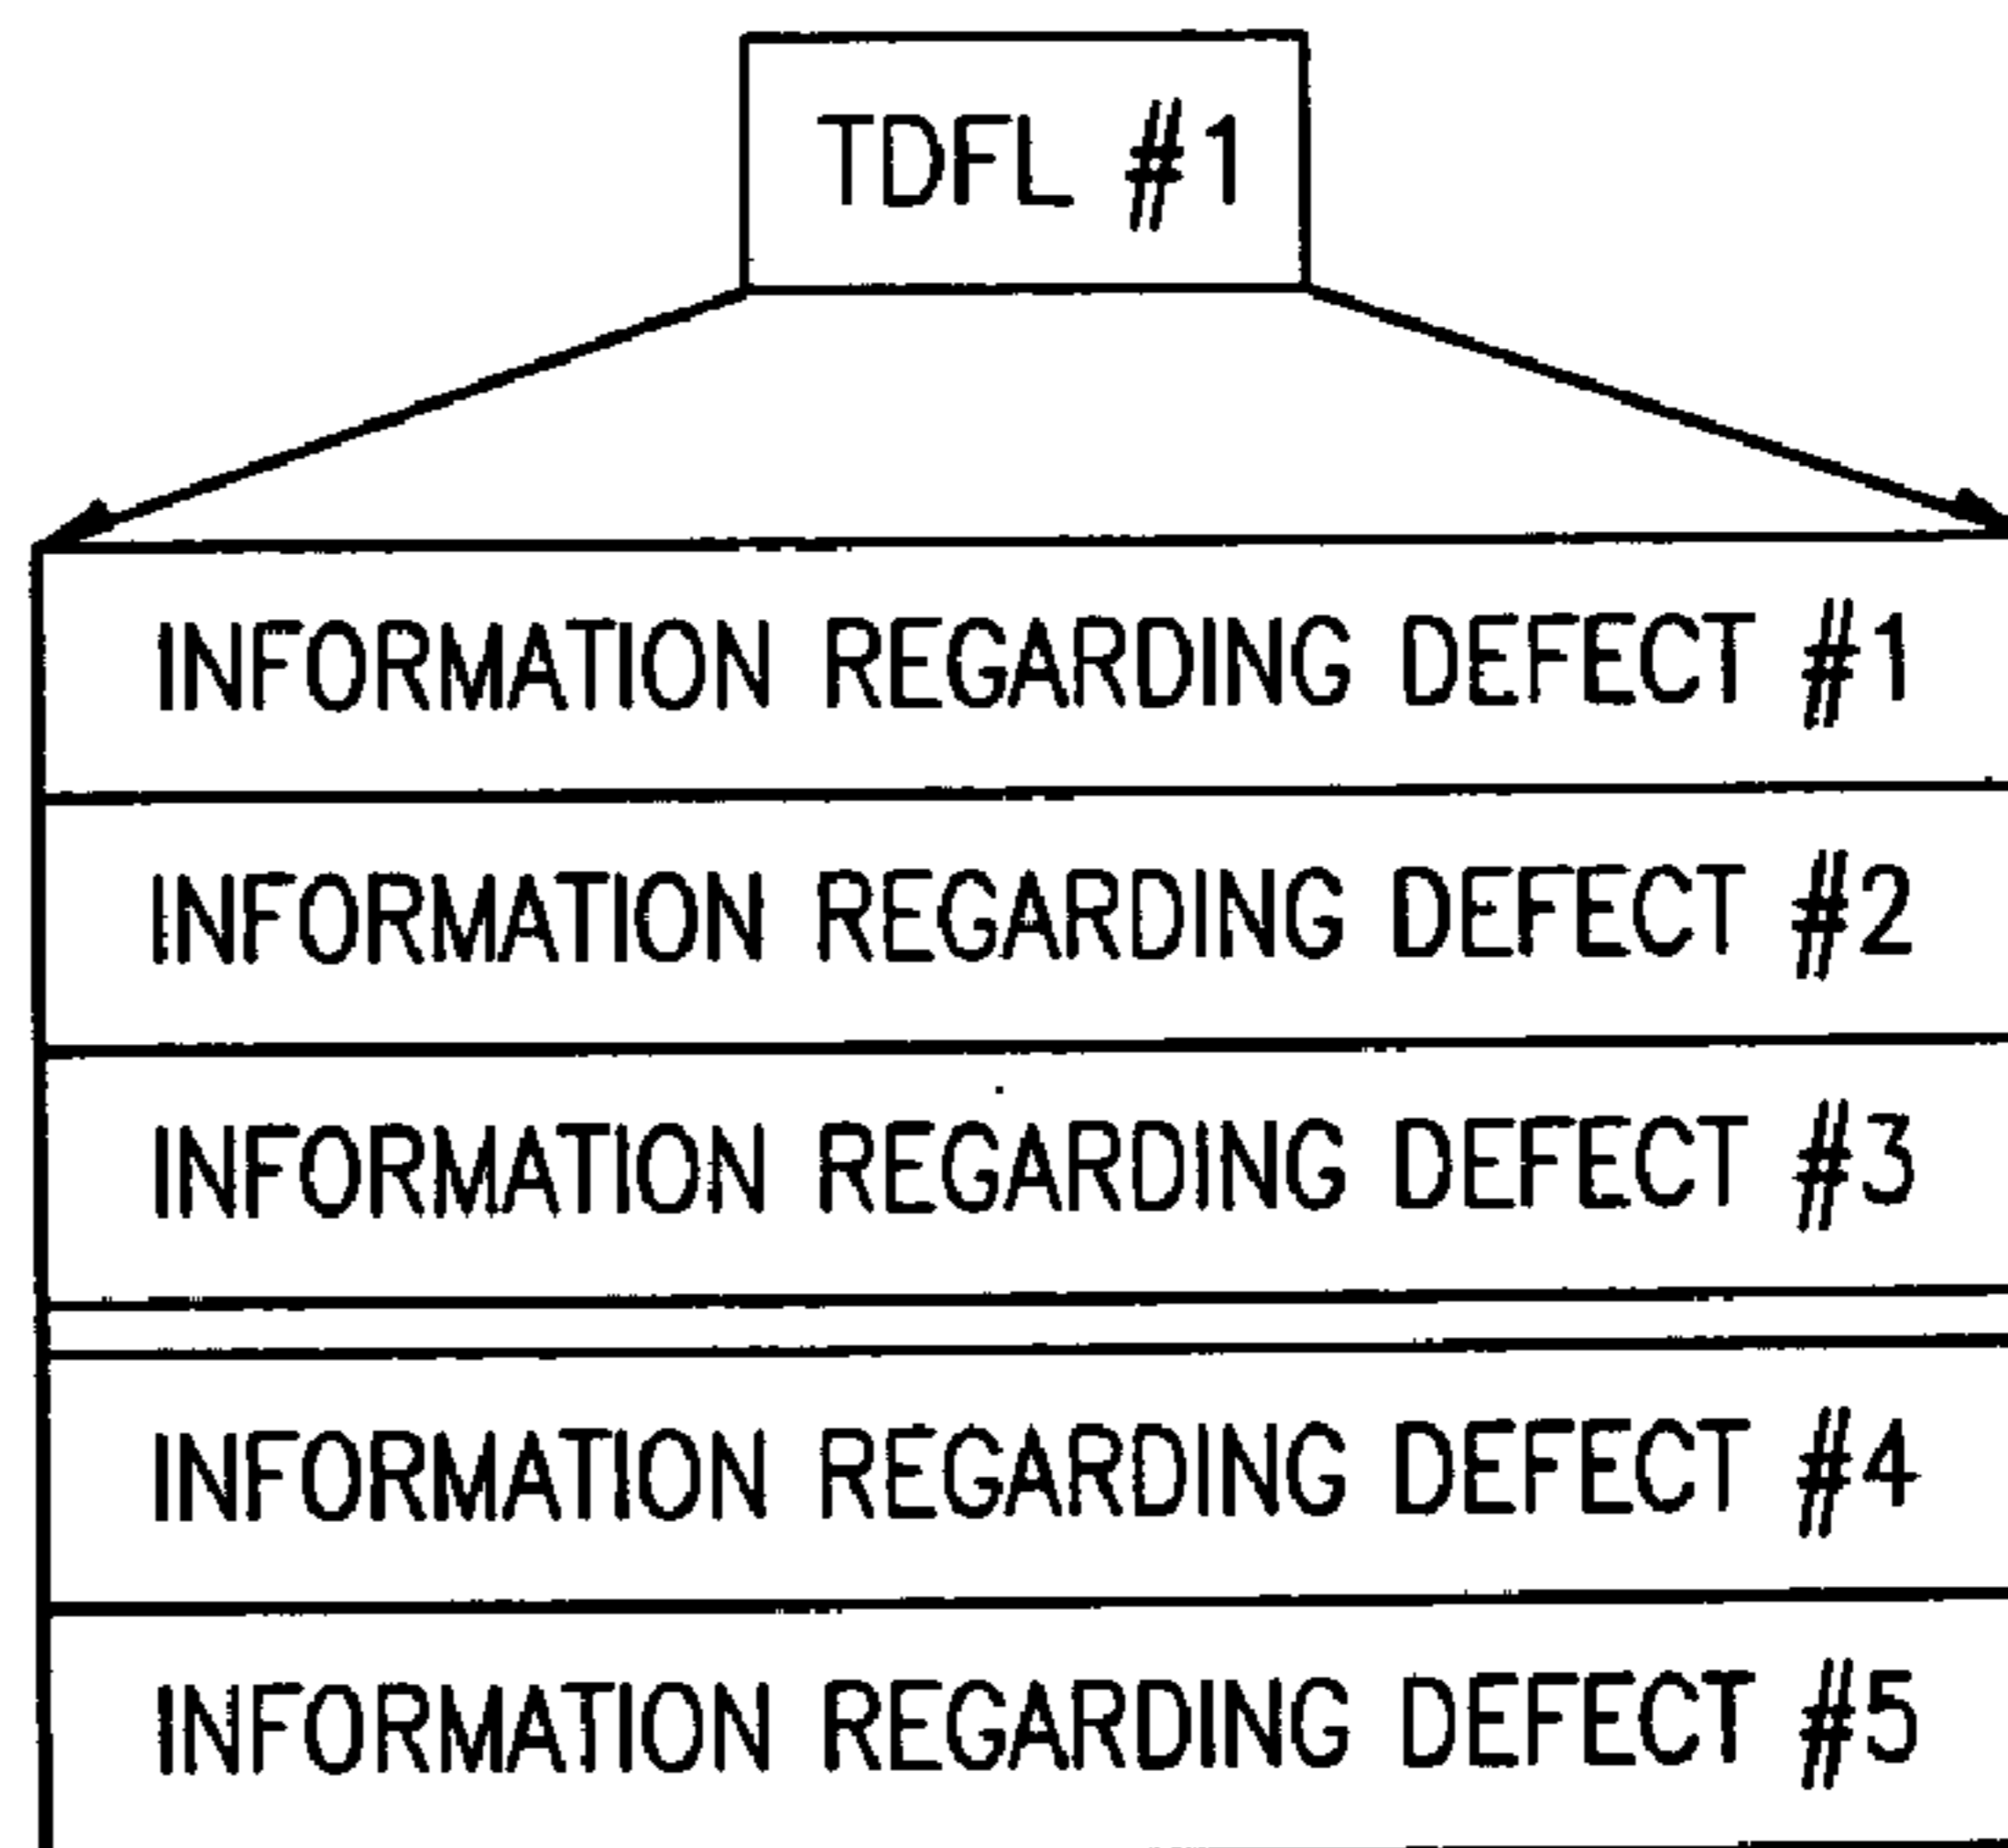 TDFL #1
INFORMATION REGARDING DEFECT #1
INFORMATION REGARDING DEFECT #2
INFORMATION REGARDING DEFECT #3
INFORMATION REGARDING DEFECT #4
INFORMATION REGARDING DEFECT #5